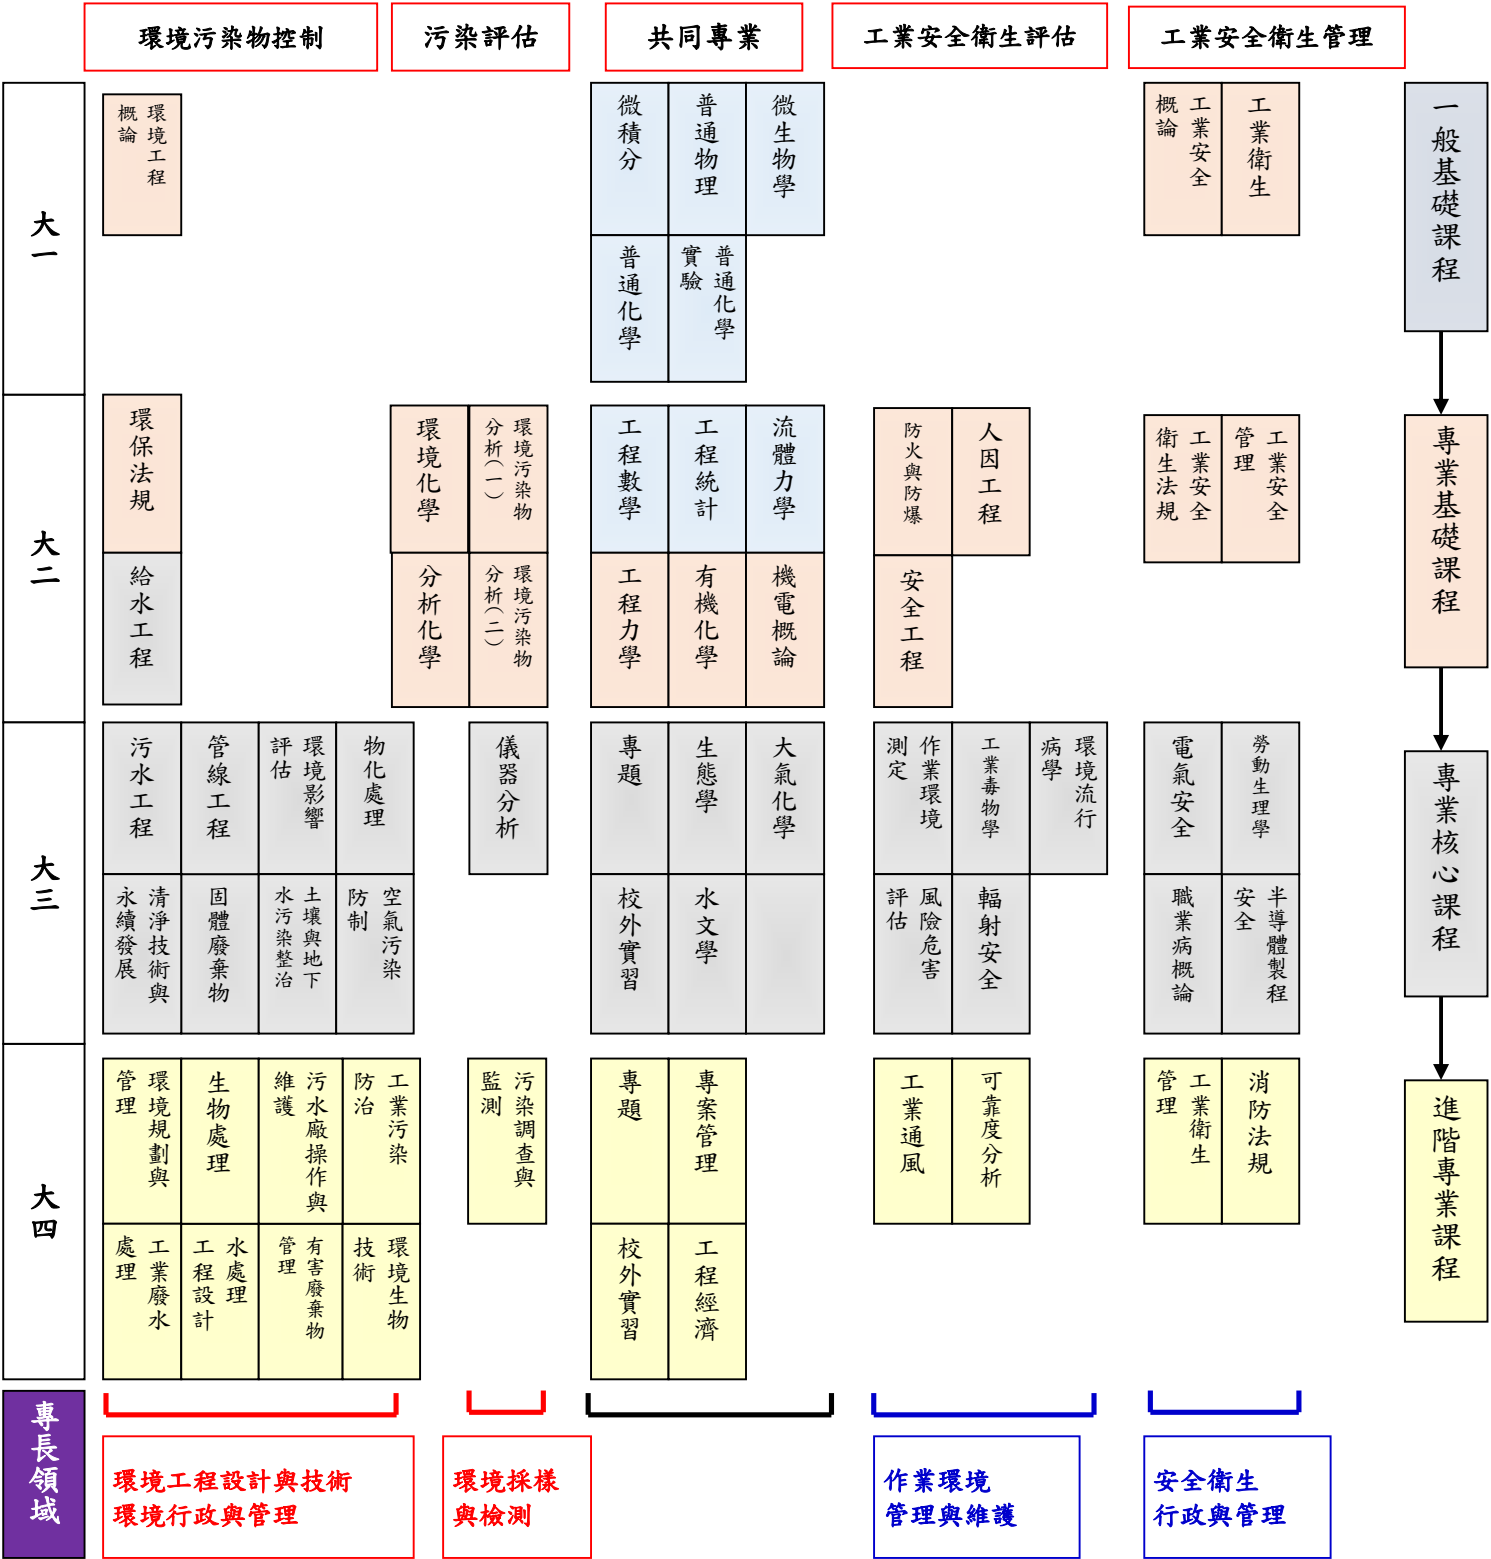 環境污染物控制
污染評估
共同專業
工業安全衛生評估
工業安全衛生管理
大一
環境工程
概論
微積分
普通物理
微生物學
普通化學
普通化學
實驗
工業安全
概論
工業衛生
一般基礎課程
大二
環保法規
給水工程
環境化學
環境污染物
分析(一)
分析化學
環境污染物
分析(二)
工程數學
工程統計
流體力學
工程力學
有機化學
機電概論
防火與防爆
人因工程
安全工程
工業安全
衛生法規
工業安全
管理
專業基礎課程
大三
污水工程
管線工程
環境影響
評估
物化處理
清淨技術與
永續發展
固體廢棄物
土壤與地下
水污染整治
空氣污染
防制
儀器分析
專題
生態學
大氣化學
校外實習
水文學
作業環境
測定
工業毒物學
環境流行
病學
風險危害
評估
輻射安全
電氣安全
勞動生理學
職業病概論
半導體製程
安全
專業核心課程
大四
環境規劃與
管理
生物處理
污水廠操作與
維護
工業污染
防治
工業廢水
處理
水處理
工程設計
有害廢棄物
管理
環境生物
技術
污染調查與
監測
專題
專案管理
校外實習
工程經濟
工業通風
可靠度分析
工業衛生
管理
消防法規
進階專業課程
專長領域
環境工程設計與技術
環境行政與管理
環境採樣
與檢測
作業環境
管理與維護
安全衛生
行政與管理